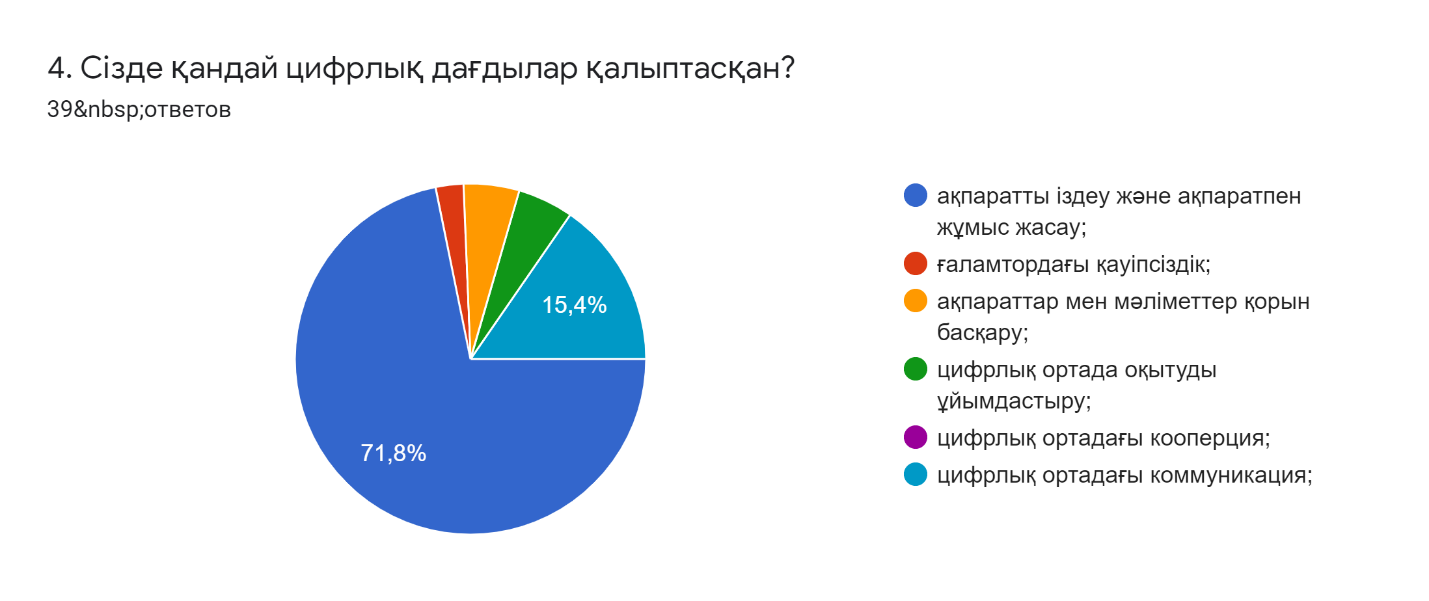 4. Сізде қандай цифрлық дағдылар қалыптасқан?
39&nbsp;ответов
15,4%
71,8%
ақпаратты іздеу және ақпаратпен
жұмыс жасау;
ғаламтордағы қауіпсіздік;
ақпараттар мен мәліметтер қорын
басқару;
цифрлық ортада оқытуды
ұйымдастыру;
цифрлық ортадағы кооперция;
цифрлық ортадағы коммуникация;